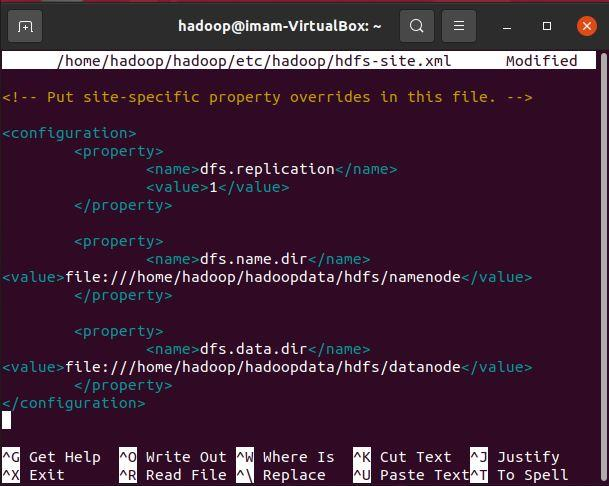 hadoop@imam-VirtualBox: ~
/home/hadoop/hadoop/etc/hadoop/hdfs-site.xml Modified
<!-- Put site-specific property overrides in this file. -->
<configuration>
<property>
<name>dfs.replication</name>
<value>1</value>
</property>
<property>
<name>dfs.name.dir</name>
<value>file:///home/hadoop/hadoopdata/hdfs/namenode</value>
</property>
<property>
<name>dfs.data.dir</name>
<value>file:///home/hadoop/hadoopdata/hdfs/datanode</value>
</property>
</configuration>
^G Get Help ^O Write Out ^W Where Is ^K Cut Text ^J Justify
^X Exit ^R Read File ^\ Replace ^U Paste Text ^T To Spell